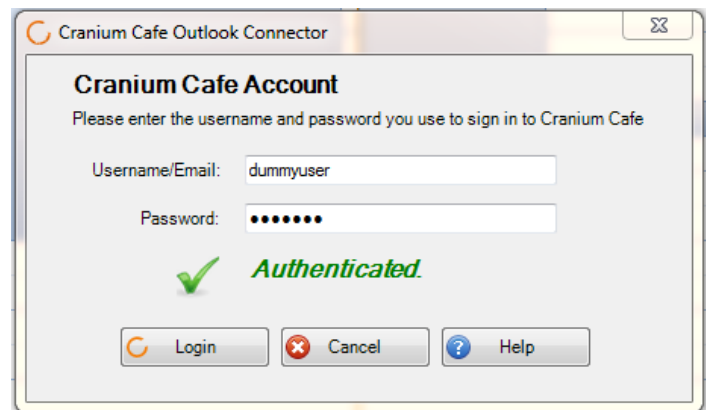 Cranium Cafe Outlook Connector
Cranium Cafe Account
Please enter the username and password you use to sign in to Cranium Cafe
Username/Email: dummyuser
Password: •••••••
Authenticated.
Login Cancel Help